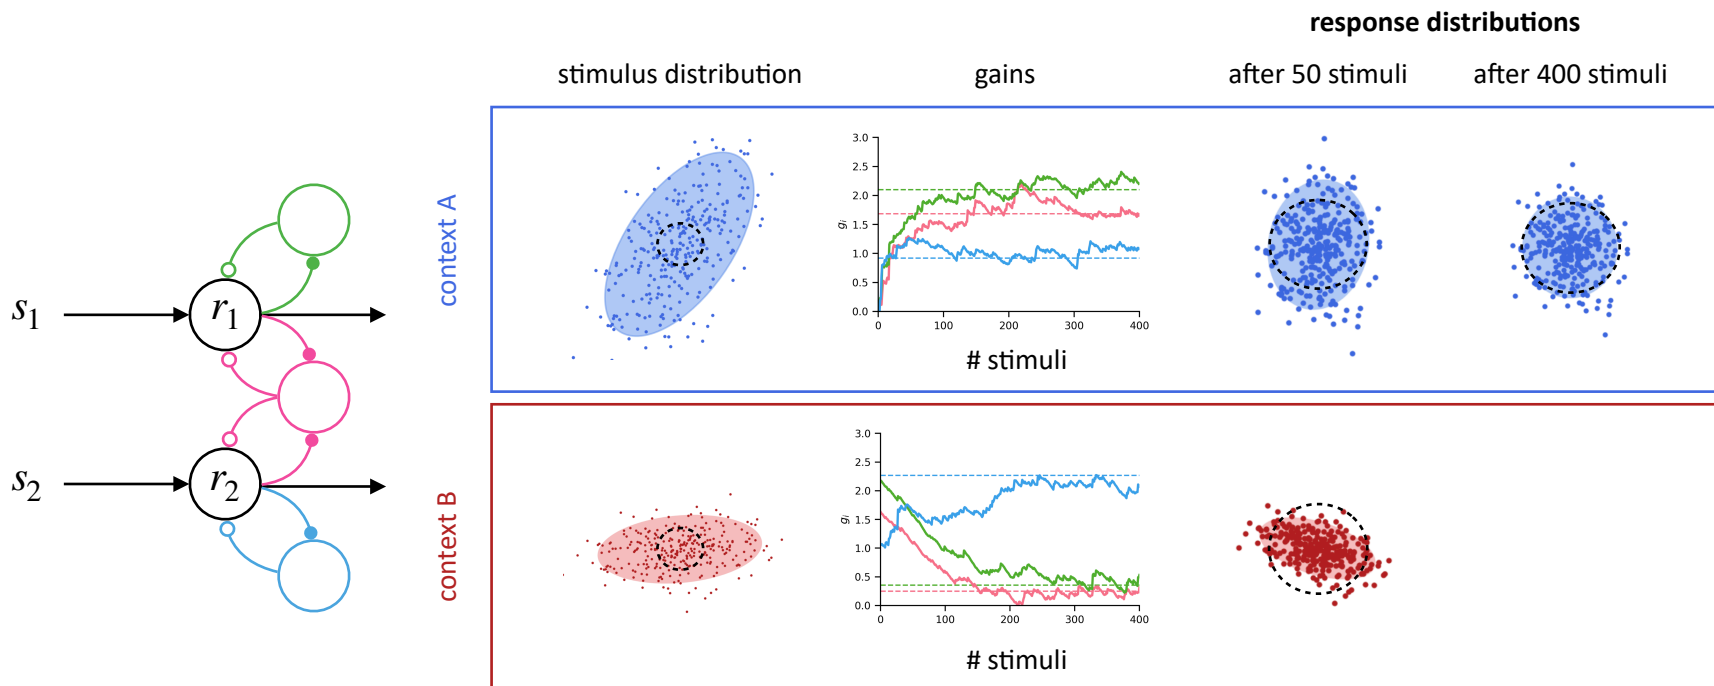 response distributions
stimulus distribution gains after 50 stimuli after 400 stimuli
s₁ r₁
s₂ r₂
context A
gᵢ
3.0
2.5
2.0
1.5
1.0
0.5
0.0
0 100 200 300 400
# stimuli
context B
gᵢ
3.0
2.5
2.0
1.5
1.0
0.5
0.0
0 100 200 300 400
# stimuli